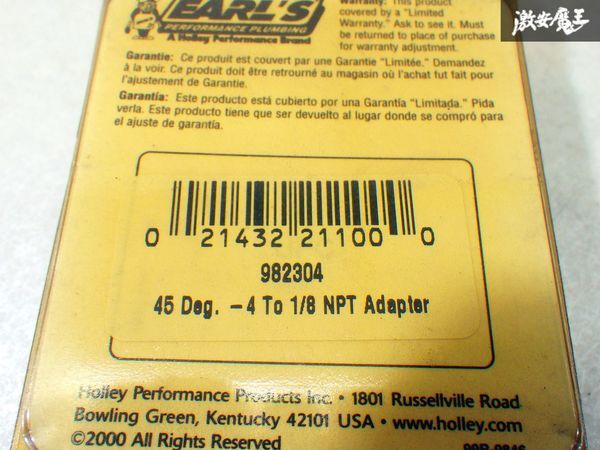 EARL'S
PERFORMANCE PLUMBING
A Holley Performance Brand
激安魔王
Warranty: This product
covered by a "Limited
Warranty." Ask to see it. Must
be returned to place of purchase
for warranty adjustment.
Garantie: Ce produit est couvert par une Garantie "Limitée." Demandez
à la voir. Ce produit doit être retourné au magasin où l'achat fut fait pour
l'ajustement de Garantie.
Garantía: Este producto está cubierto por una Garantía "Limitada." Pida
verla. Este producto tiene que ser devuelto al lugar donde se compró para
el ajuste de garantía.
0 21432 21100 0
982304
45 Deg. -4 To 1/8 NPT Adapter
Holley Performance Products Inc. • 1801 Russellville Road
Bowling Green, Kentucky 42101 USA • www.holley.com
©2000 All Rights Reserved
99R-9846